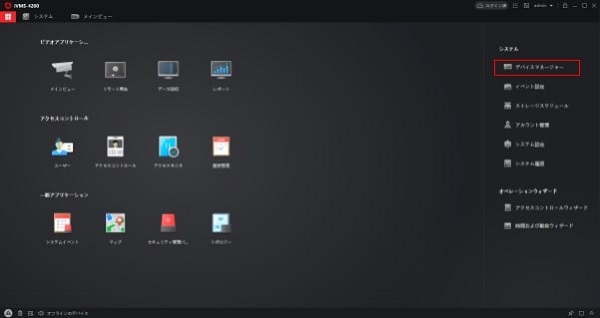 iVMS-4200
ログイン済
admin
システム
メインビュー
ビデオアプリケーシ...
メインビュー
リモート再生
データ検索
レポート
アクセスコントロール
ユーザー
アクセスコントロール
アクセスモニタ
勤怠管理
一般アプリケーション
システムイベント
マップ
セキュリティ管理パ...
トポロジー
システム
デバイスマネージャー
イベント設定
ストレージスケジュール
アカウント管理
システム設定
システム履歴
オペレーションウィザード
アクセスコントロールウィザード
時間および勤怠ウィザード
オフラインのデバイス